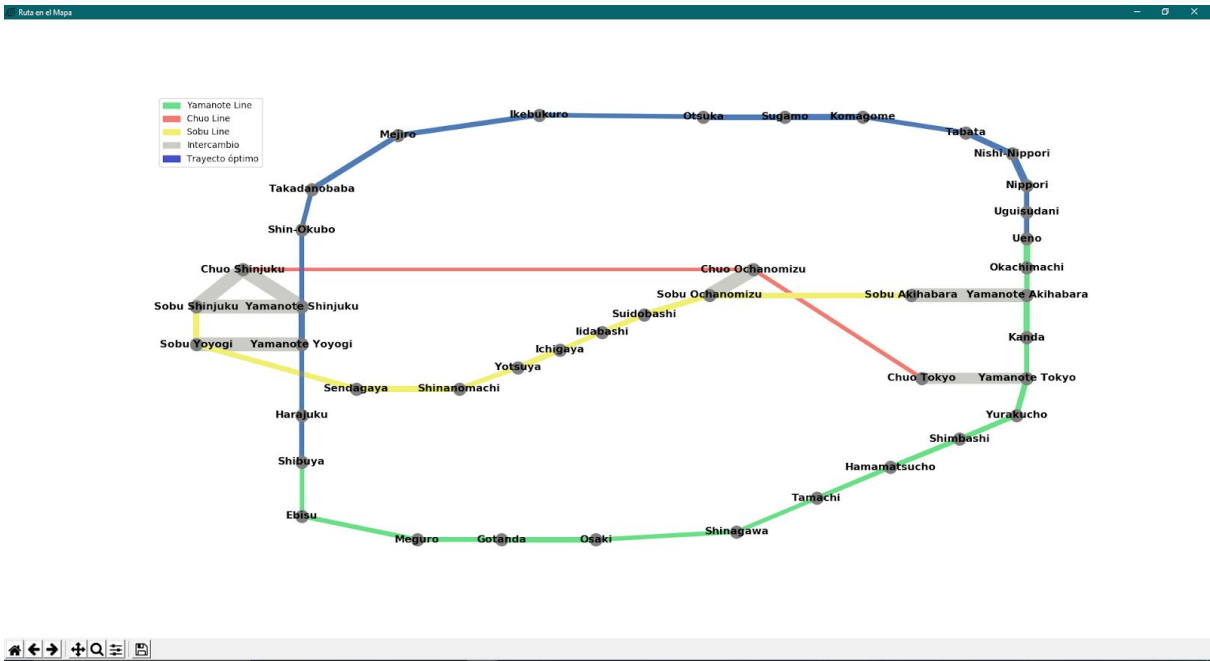 Ruta en el Mapa
Yamanote Line
Chuo Line
Sobu Line
Intercambio
Trayecto óptimo
Ikebukuro
Otsuka
Sugamo
Komagome
Mejiro
Tabata
Nishi-Nippori
Takadanobaba
Nippori
Uguisudani
Shin-Okubo
Ueno
Chuo Shinjuku
Chuo Ochanomizu
Okachimachi
Sobu Shinjuku
Yamanote Shinjuku
Sobu Ochanomizu
Sobu Akihabara
Yamanote Akihabara
Suidobashi
Iidabashi
Kanda
Sobu Yoyogi
Yamanote Yoyogi
Ichigaya
Yotsuya
Chuo Tokyo
Yamanote Tokyo
Sendagaya
Shinanomachi
Harajuku
Yurakucho
Shimbashi
Shibuya
Hamamatsucho
Tamachi
Ebisu
Shinagawa
Meguro
Gotanda
Osaki